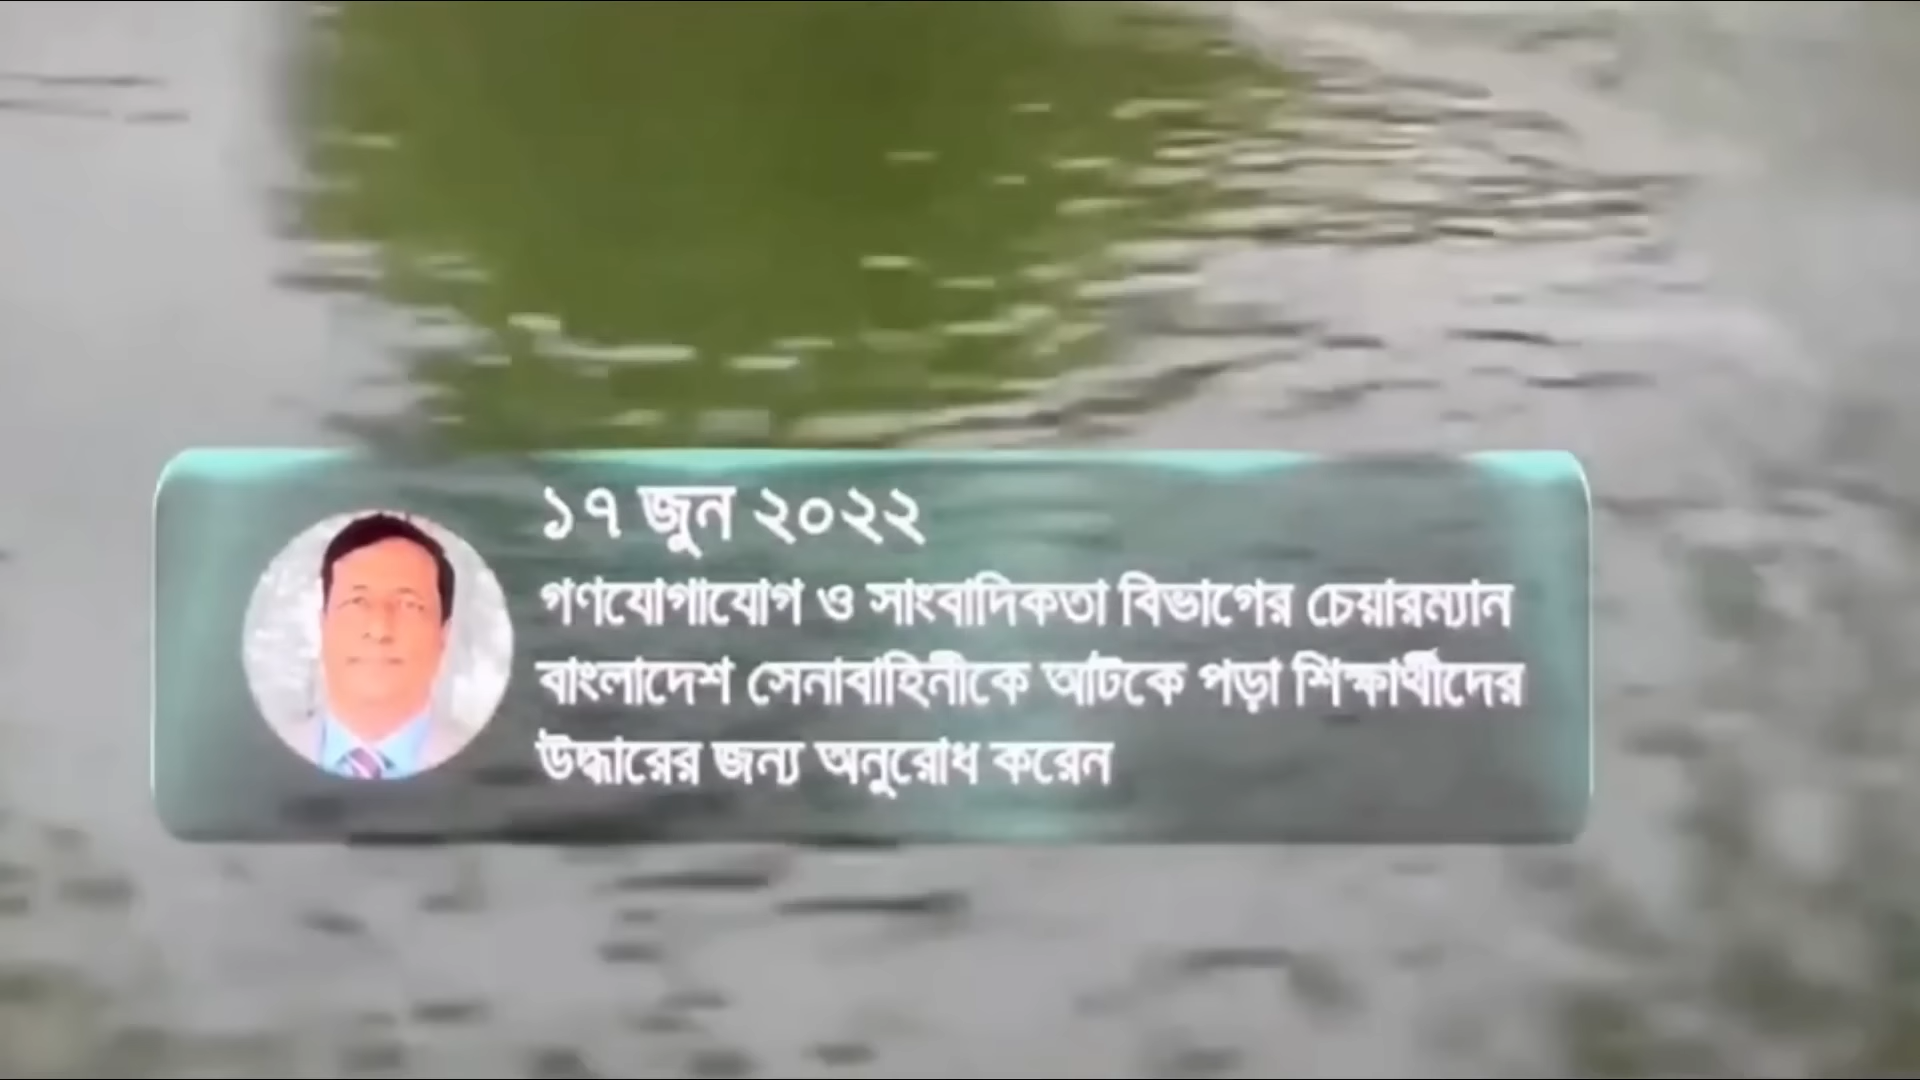 ১৭ জুন ২০২২
গণযোগাযোগ ও সাংবাদিকতা বিভাগের চেয়ারম্যান
বাংলাদেশ সেনাবাহিনীকে আটকে পড়া শিক্ষার্থীদের
উদ্ধারের জন্য অনুরোধ করেন